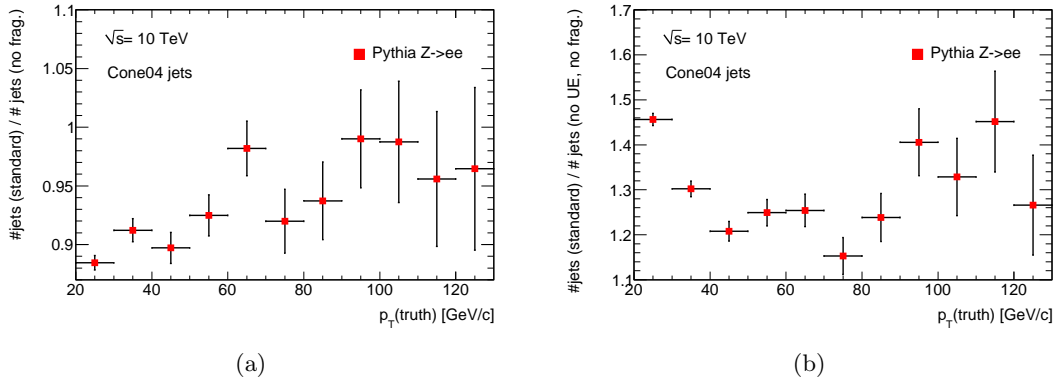 √s= 10 TeV
Cone04 jets
Pythia Z->ee
#jets (standard) / # jets (no frag.)
1.1
1.05
1
0.95
0.9
20 40 60 80 100 120
p_T(truth) [GeV/c]
(a)
√s= 10 TeV
Cone04 jets
Pythia Z->ee
#jets (standard) / # jets (no UE, no frag.)
1.7
1.6
1.5
1.4
1.3
1.2
1.1
20 40 60 80 100 120
p_T(truth) [GeV/c]
(b)